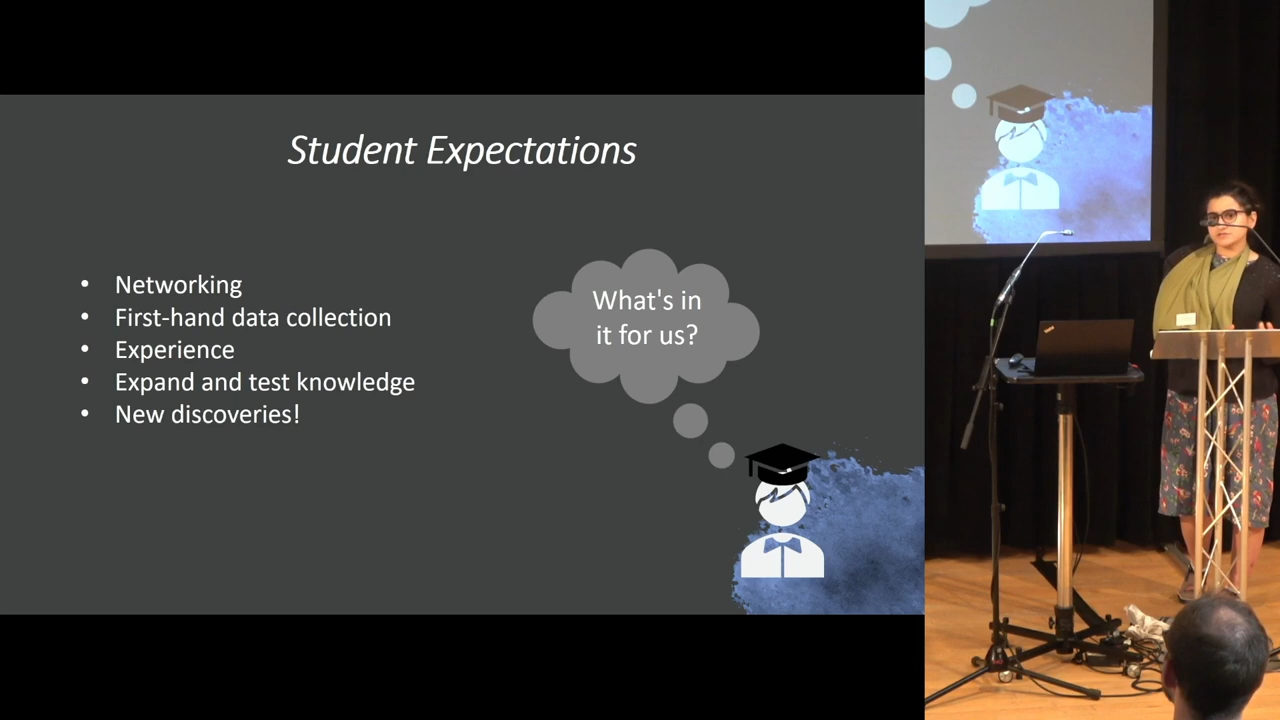 Student Expectations
• Networking
• First-hand data collection
• Experience
• Expand and test knowledge
• New discoveries!
What's in
it for us?